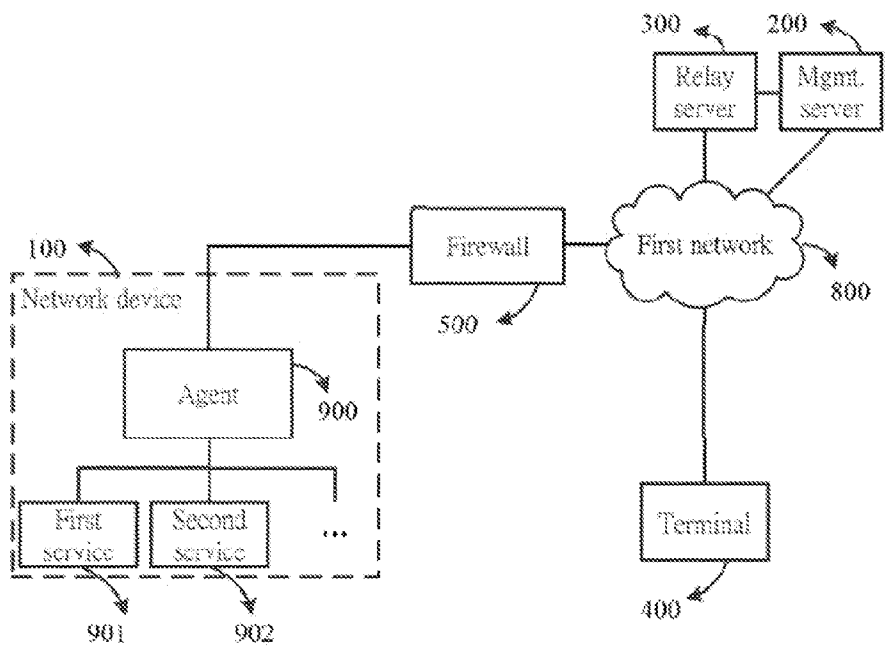 300
200
Relay
server
Mgmt.
server
100
Firewall
First network
Network device
500
800
Agent
900
First
service
Second
service
...
Terminal
901
902
400